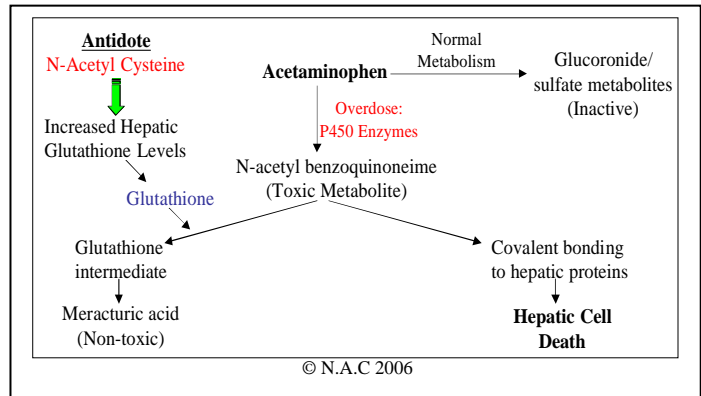 Antidote
N-Acetyl Cysteine
Increased Hepatic
Glutathione Levels
Glutathione
Glutathione
intermediate
Meracturic acid
(Non-toxic)
Acetaminophen
Normal
Metabolism
Glucoronide/
sulfate metabolites
(Inactive)
Overdose:
P450 Enzymes
N-acetyl benzoquinoneime
(Toxic Metabolite)
Covalent bonding
to hepatic proteins
Hepatic Cell
Death
© N.A.C 2006